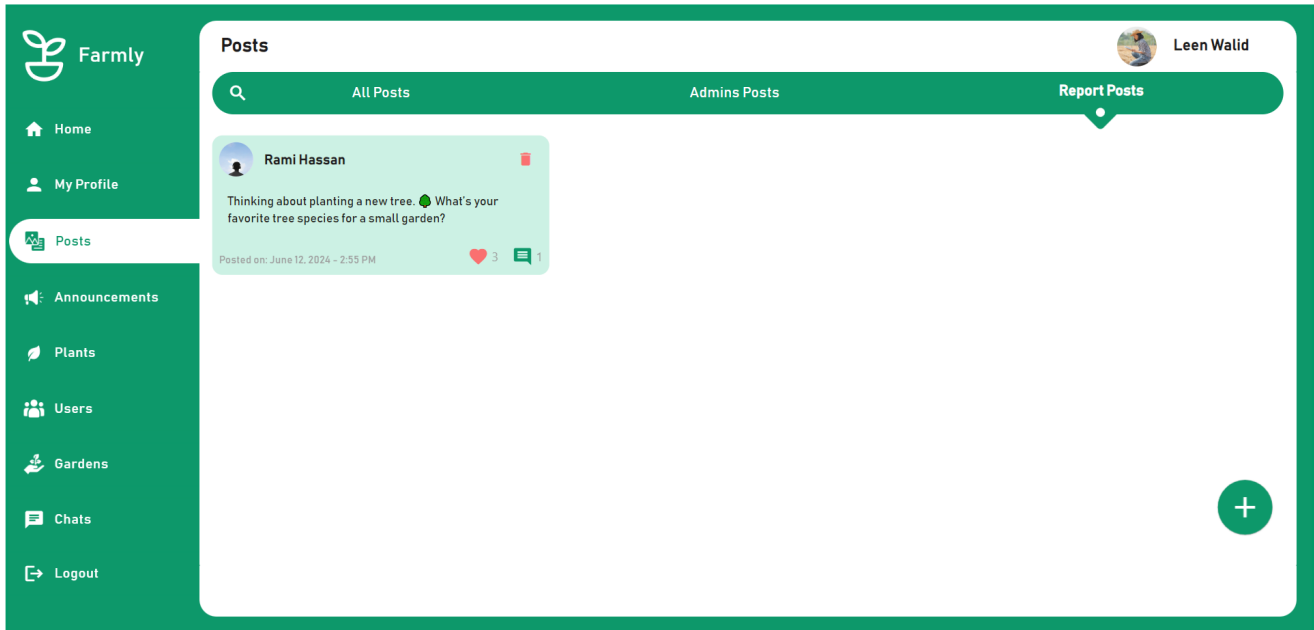 Farmly
Home
My Profile
Posts
Announcements
Plants
Users
Gardens
Chats
Logout
Posts
Leen Walid
All Posts
Admins Posts
Report Posts
Rami Hassan
Thinking about planting a new tree. 🌳 What's your
favorite tree species for a small garden?
Posted on: June 12, 2024 - 2:55 PM
3
1